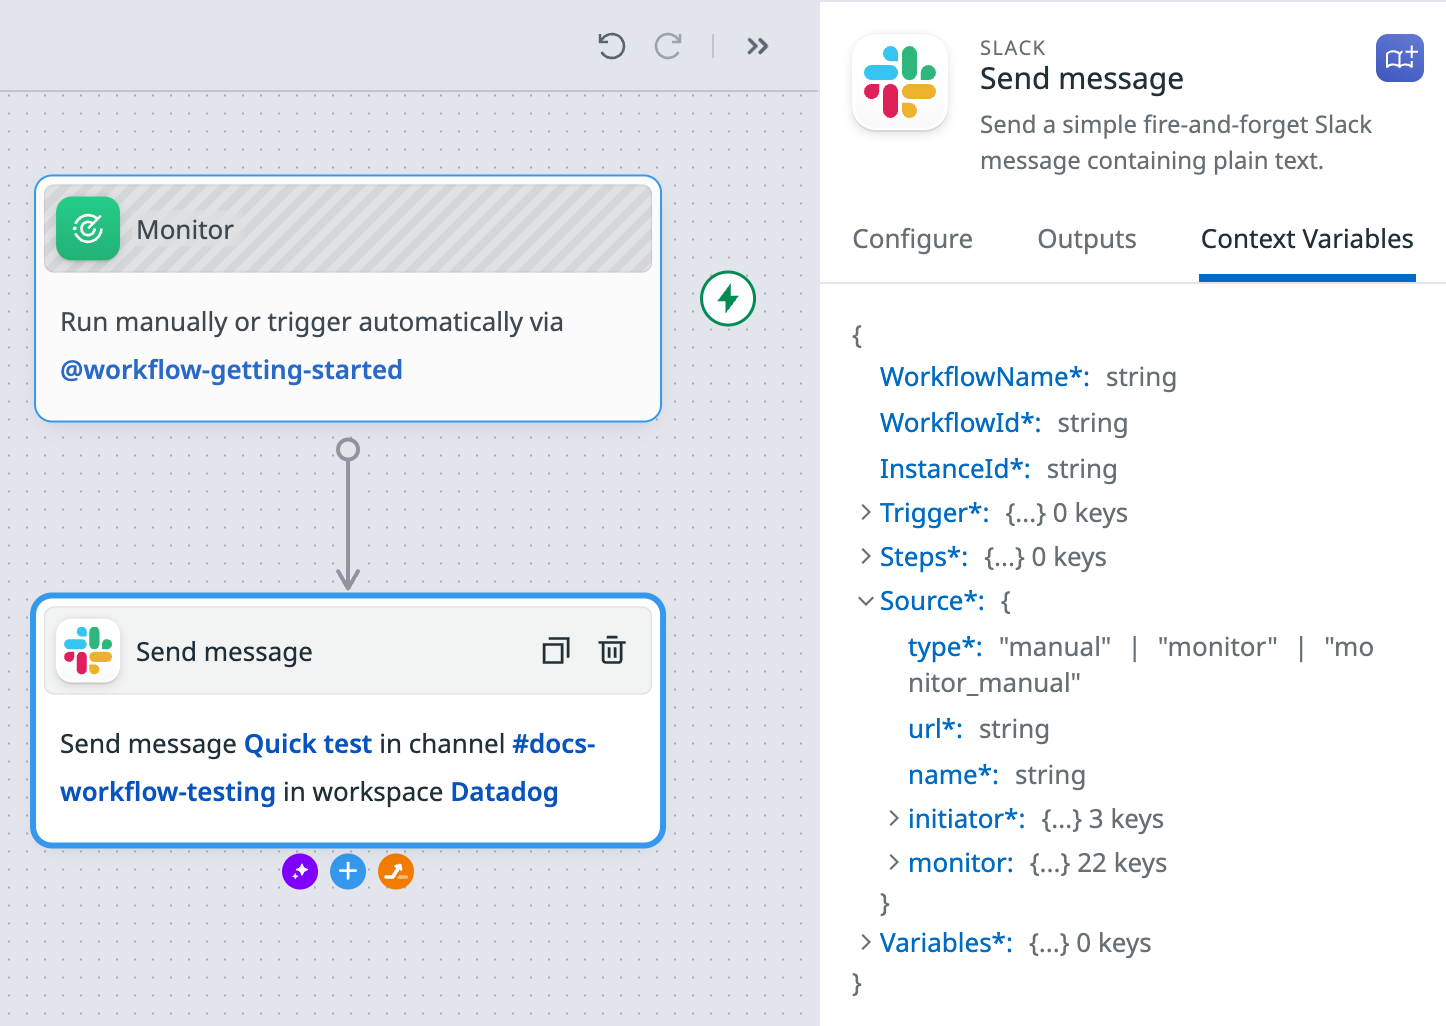 Monitor
Run manually or trigger automatically via
@workflow-getting-started
Send message
Send message Quick test in channel #docs-
workflow-testing in workspace Datadog
SLACK
Send message
Send a simple fire-and-forget Slack
message containing plain text.
Configure Outputs Context Variables
{
WorkflowName*: string
WorkflowId*: string
InstanceId*: string
Trigger*: {...} 0 keys
Steps*: {...} 0 keys
Source*: {
type*: "manual" | "monitor" | "mo
nitor_manual"
url*: string
name*: string
initiator*: {...} 3 keys
monitor: {...} 22 keys
}
Variables*: {...} 0 keys
}